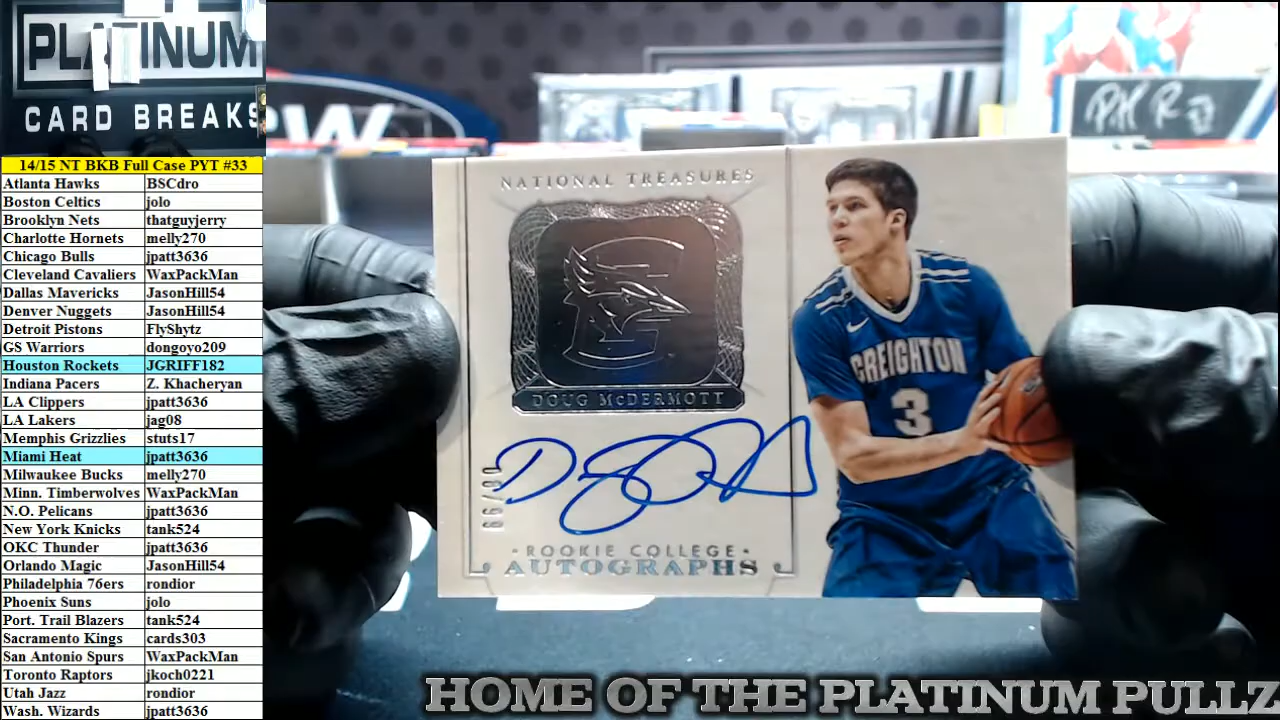 PLATINUM
CARD BREAKS
14/15 NT BKB Full Case PYT #33
Atlanta Hawks BSCdro
Boston Celtics jolo
Brooklyn Nets thatguyjerry
Charlotte Hornets melly270
Chicago Bulls jpatt3636
Cleveland Cavaliers WaxPackMan
Dallas Mavericks JasonHill54
Denver Nuggets JasonHill54
Detroit Pistons FlyShytz
GS Warriors dongoyo209
Houston Rockets JGRIFF182
Indiana Pacers Z. Khacheryan
LA Clippers jpatt3636
LA Lakers jag08
Memphis Grizzlies stuts17
Miami Heat jpatt3636
Milwaukee Bucks melly270
Minn. Timberwolves WaxPackMan
N.O. Pelicans jpatt3636
New York Knicks tank524
OKC Thunder jpatt3636
Orlando Magic JasonHill54
Philadelphia 76ers rondior
Phoenix Suns jolo
Port. Trail Blazers tank524
Sacramento Kings cards303
San Antonio Spurs WaxPackMan
Toronto Raptors jkoch0221
Utah Jazz rondior
Wash. Wizards jpatt3636
NATIONAL TREASURES
DOUG McDERMOTT
ROOKIE COLLEGE
AUTOGRAPHS
CREIGHTON
3
HOME OF THE PLATINUM PULLZ